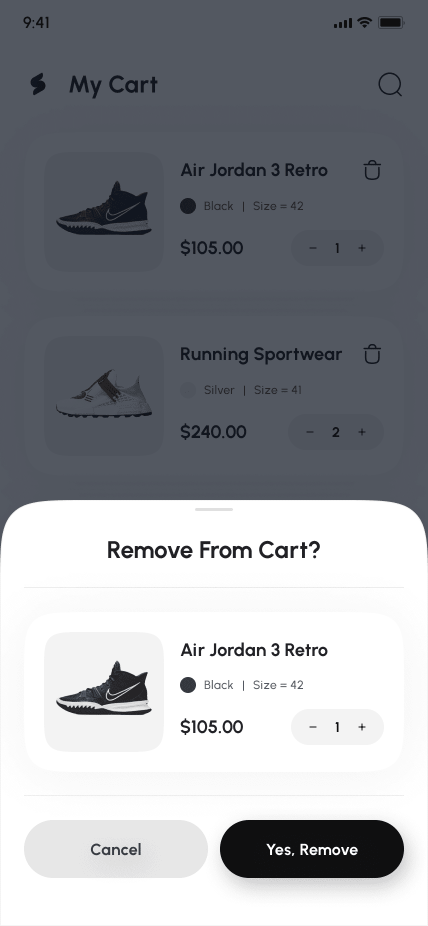 9:41
My Cart
Air Jordan 3 Retro
Black | Size = 42
$105.00
− 1 +
Running Sportwear
Silver | Size = 41
$240.00
− 2 +
Remove From Cart?
Air Jordan 3 Retro
Black | Size = 42
$105.00
− 1 +
Cancel
Yes, Remove